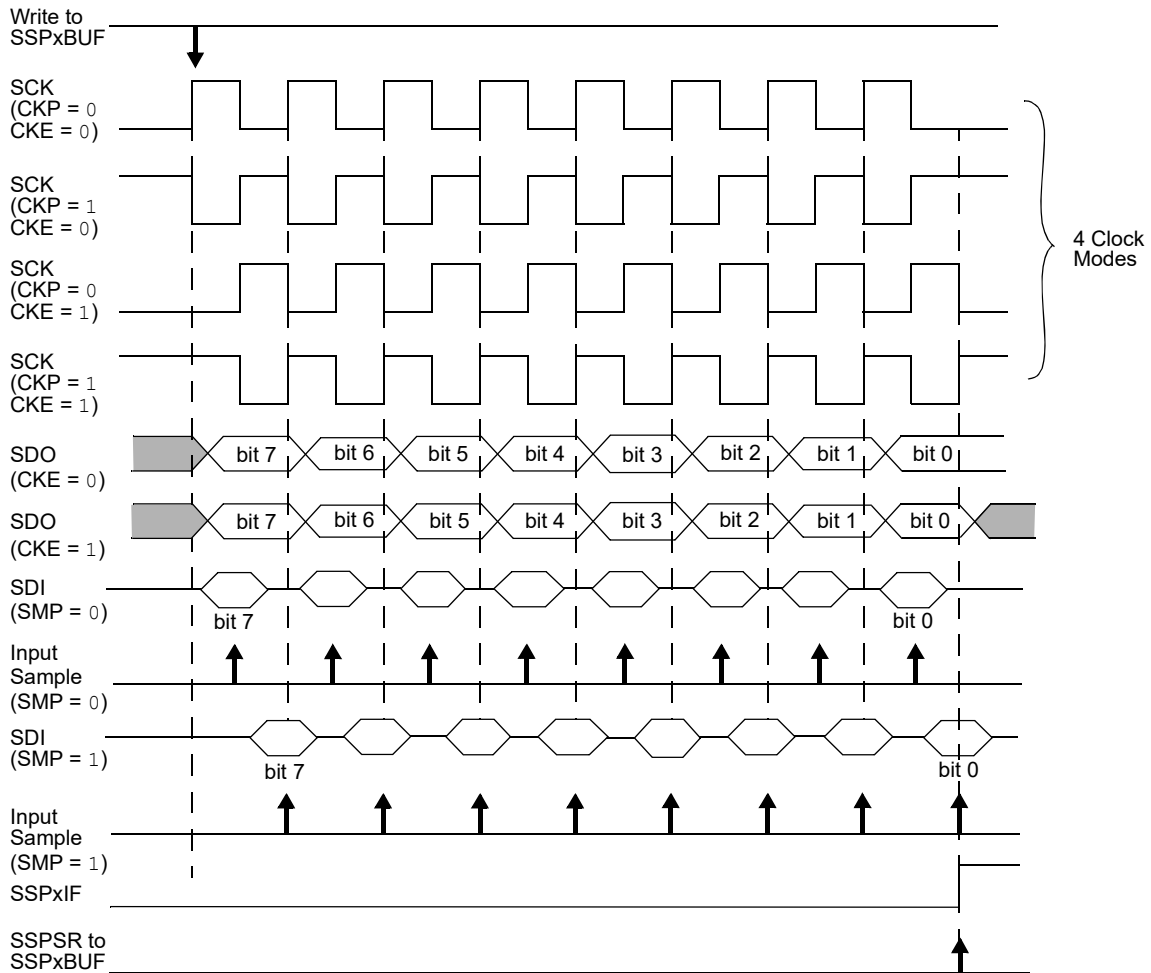 Write to
SSPxBUF
SCK
(CKP = 0
CKE = 0)
SCK
(CKP = 1
CKE = 0)
SCK
(CKP = 0
CKE = 1)
SCK
(CKP = 1
CKE = 1)
4 Clock
Modes
SDO
(CKE = 0)
bit 7 bit 6 bit 5 bit 4 bit 3 bit 2 bit 1 bit 0
SDO
(CKE = 1)
bit 7 bit 6 bit 5 bit 4 bit 3 bit 2 bit 1 bit 0
SDI
(SMP = 0)
bit 7 bit 0
Input
Sample
(SMP = 0)
SDI
(SMP = 1)
bit 7 bit 0
Input
Sample
(SMP = 1)
SSPxIF
SSPSR to
SSPxBUF